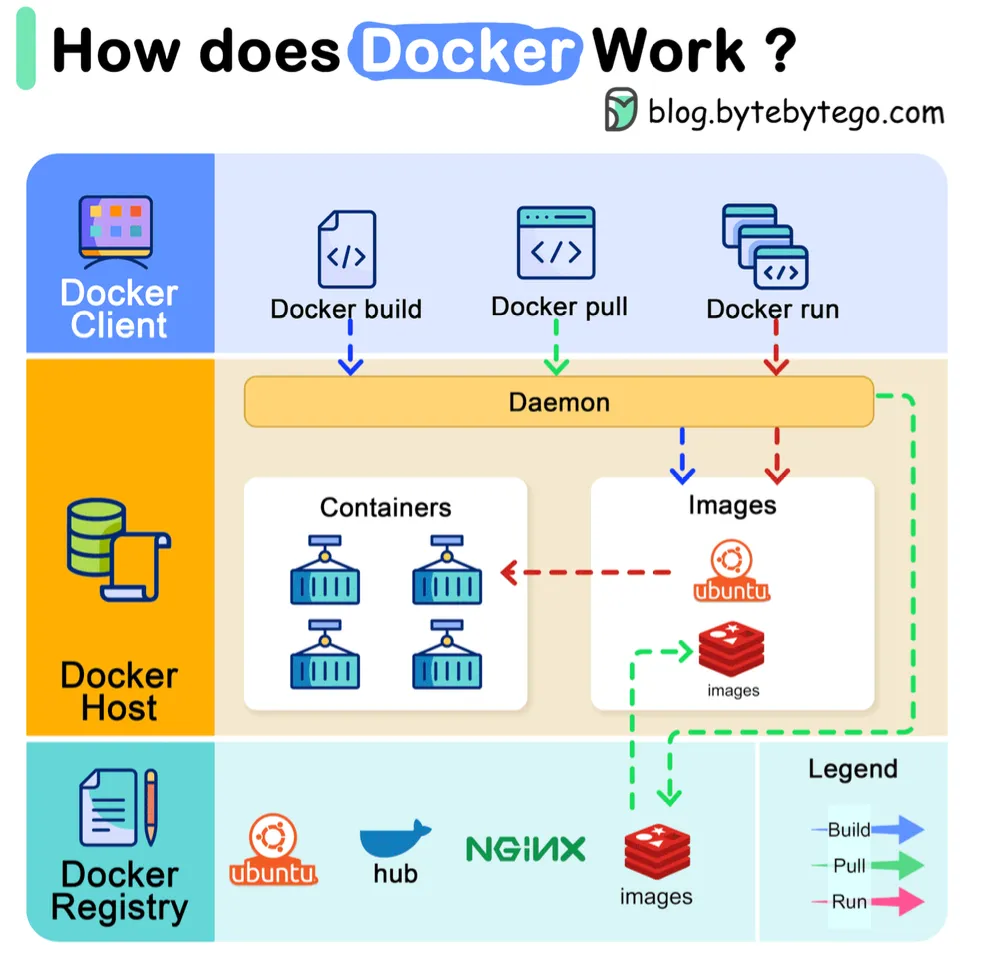 How does Docker Work ?
blog.bytebytego.com
Docker
Client
</>
Docker build
</>
Docker pull
</>
Docker run
Docker
Host
Daemon
Containers
Images
ubuntu
images
Docker
Registry
ubuntu
hub
NGINX
images
Legend
Build
Pull
Run